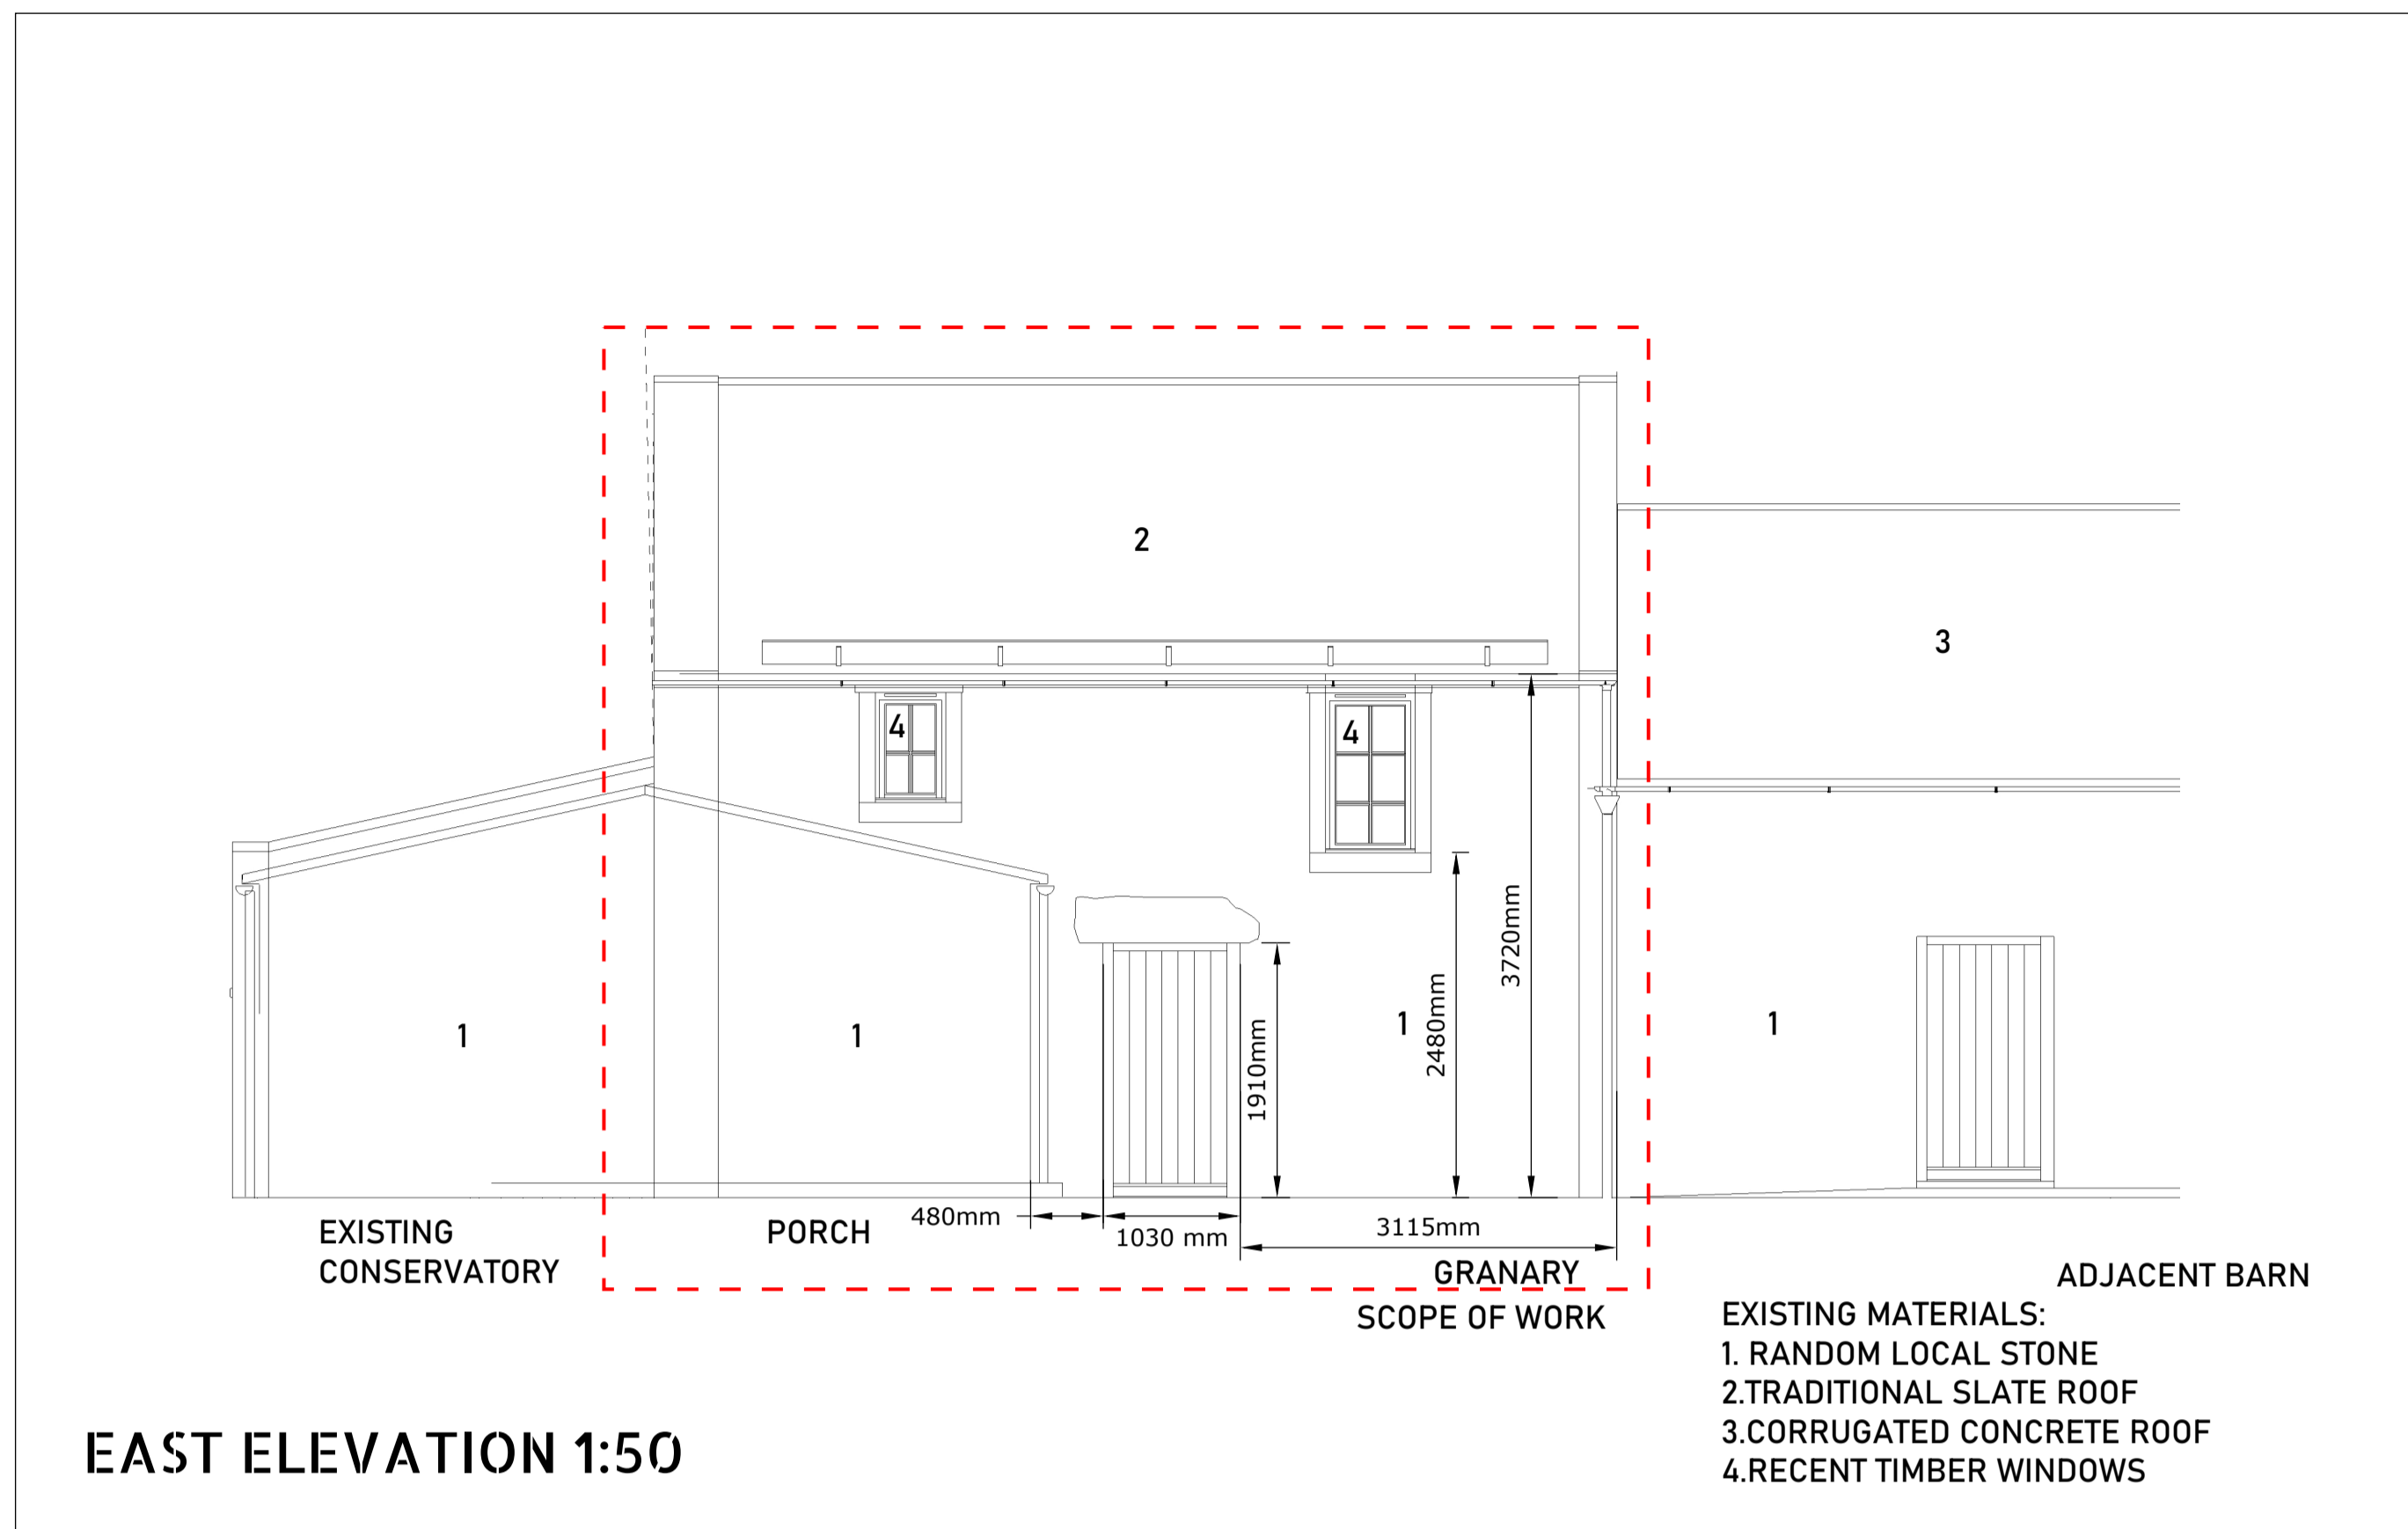 2
3
4
4
3720mm
2480mm
1910mm
1
1
1
1
480mm
1030 mm
3115mm
EXISTING
CONSERVATORY
PORCH
GRANARY
SCOPE OF WORK
ADJACENT BARN
EXISTING MATERIALS:
1. RANDOM LOCAL STONE
2.TRADITIONAL SLATE ROOF
3.CORRUGATED CONCRETE ROOF
4.RECENT TIMBER WINDOWS
EAST ELEVATION 1:50